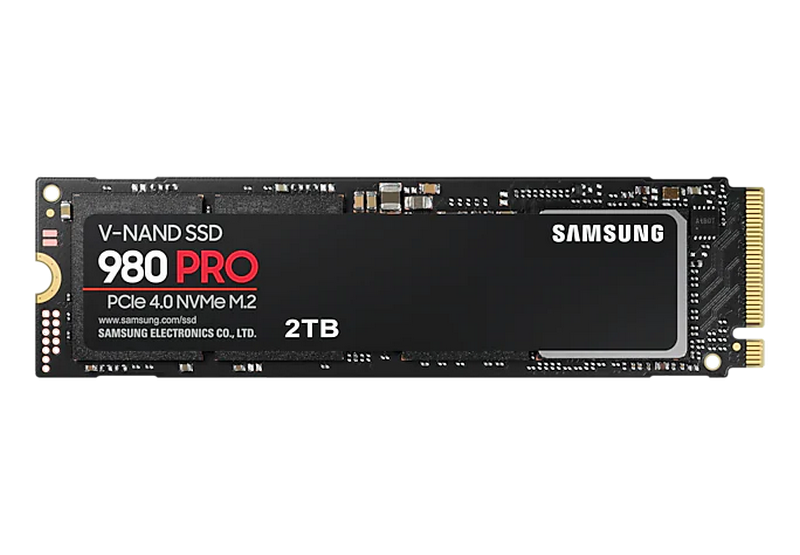 V-NAND SSD
SAMSUNG
980 PRO
PCIe 4.0 NVMe M.2
www.samsung.com/ssd
SAMSUNG ELECTRONICS CO., LTD.
2TB